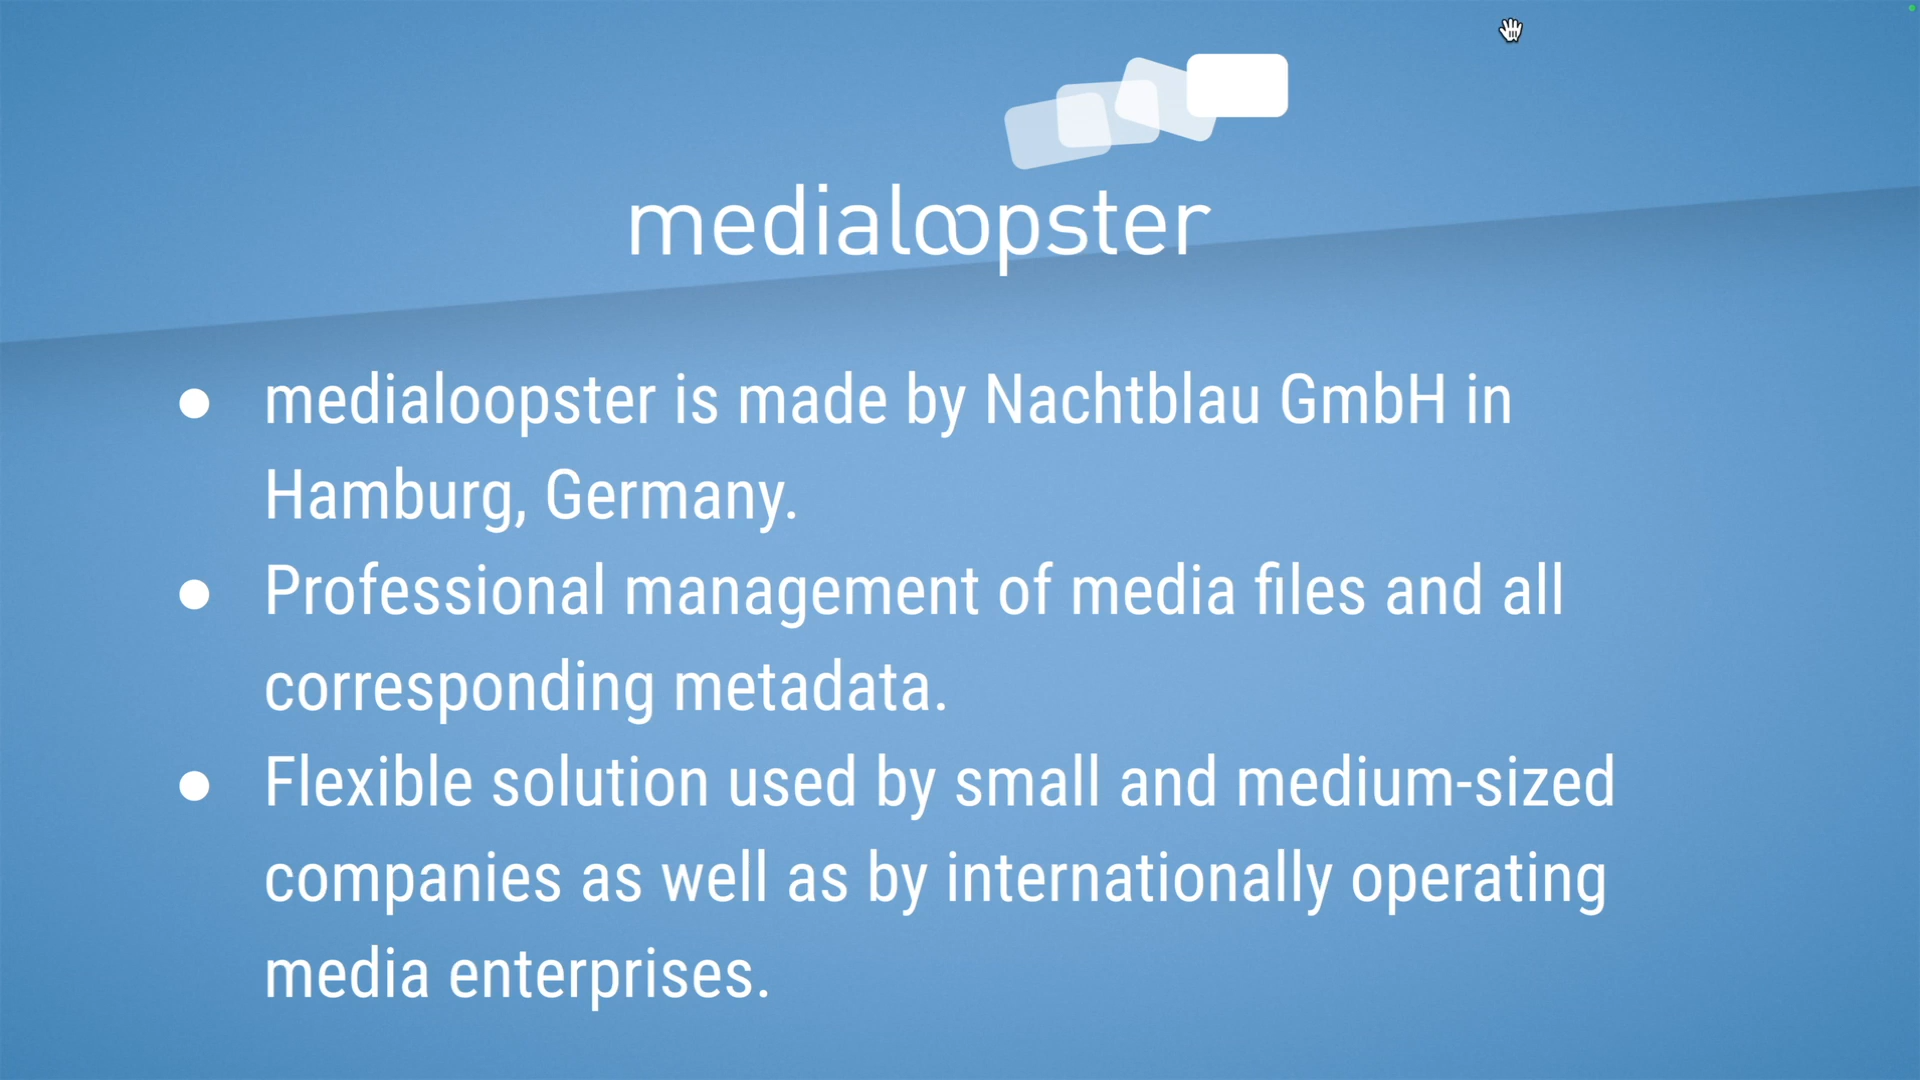 medialoopster
● medialoopster is made by Nachtblau GmbH in
Hamburg, Germany.
● Professional management of media files and all
corresponding metadata.
● Flexible solution used by small and medium-sized
companies as well as by internationally operating
media enterprises.